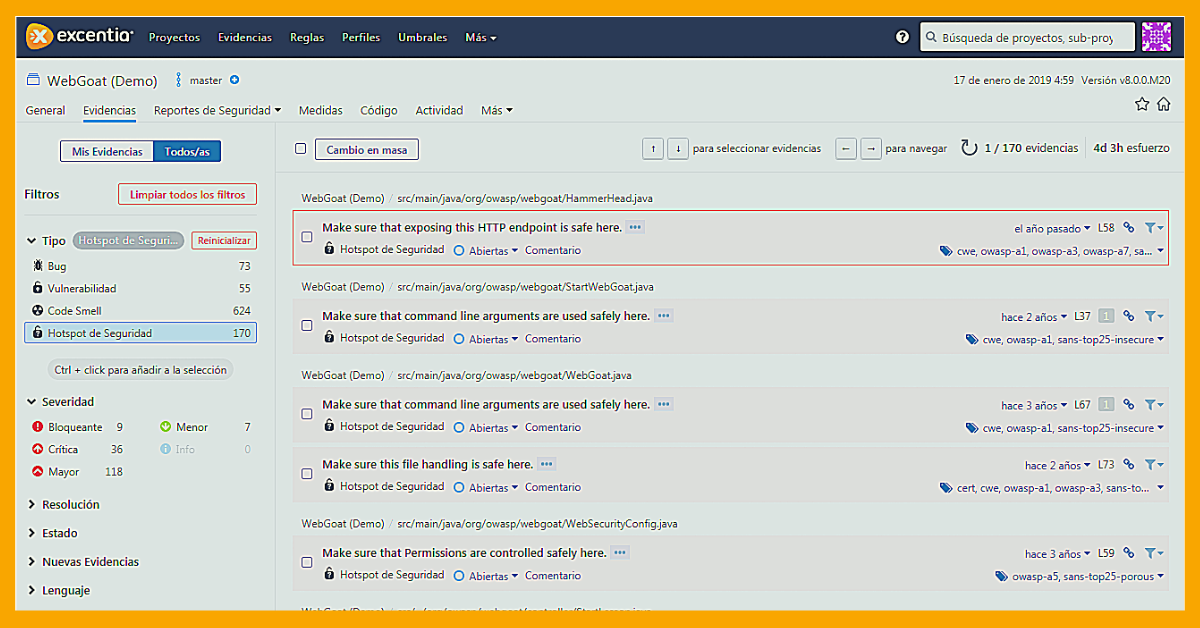 excentia Proyectos Evidencias Reglas Perfiles Umbrales Más ? Búsqueda de proyectos, sub-proy
WebGoat (Demo) master 17 de enero de 2019 4:59 Versión v8.0.0.M20
General Evidencias Reportes de Seguridad Medidas Código Actividad Más
Mis Evidencias Todos/as
Cambio en masa ↑ ↓ para seleccionar evidencias ← → para navegar 1 / 170 evidencias 4d 3h esfuerzo
Filtros Limpiar todos los filtros
Tipo Hotspot de Seguri... Reinicializar
Bug 73
Vulnerabilidad 55
Code Smell 624
Hotspot de Seguridad 170
Ctrl + click para añadir a la selección
Severidad
Bloqueante 9 Menor 7
Crítica 36 Info 0
Mayor 118
Resolución
Estado
Nuevas Evidencias
Lenguaje
WebGoat (Demo) / src/main/java/org/owasp/webgoat/HammerHead.java
Make sure that exposing this HTTP endpoint is safe here. ••• el año pasado L58
Hotspot de Seguridad Abiertas Comentario cwe, owasp-a1, owasp-a3, owasp-a7, sa...
WebGoat (Demo) / src/main/java/org/owasp/webgoat/StartWebGoat.java
Make sure that command line arguments are used safely here. ••• hace 2 años L37 1
Hotspot de Seguridad Abiertas Comentario cwe, owasp-a1, sans-top25-insecure
WebGoat (Demo) / src/main/java/org/owasp/webgoat/WebGoat.java
Make sure that command line arguments are used safely here. ••• hace 3 años L67 1
Hotspot de Seguridad Abiertas Comentario cwe, owasp-a1, sans-top25-insecure
Make sure this file handling is safe here. ••• hace 2 años L73
Hotspot de Seguridad Abiertas Comentario cert, cwe, owasp-a1, owasp-a3, sans-to...
WebGoat (Demo) / src/main/java/org/owasp/webgoat/WebSecurityConfig.java
Make sure that Permissions are controlled safely here. ••• hace 3 años L59
Hotspot de Seguridad Abiertas Comentario owasp-a5, sans-top25-porous